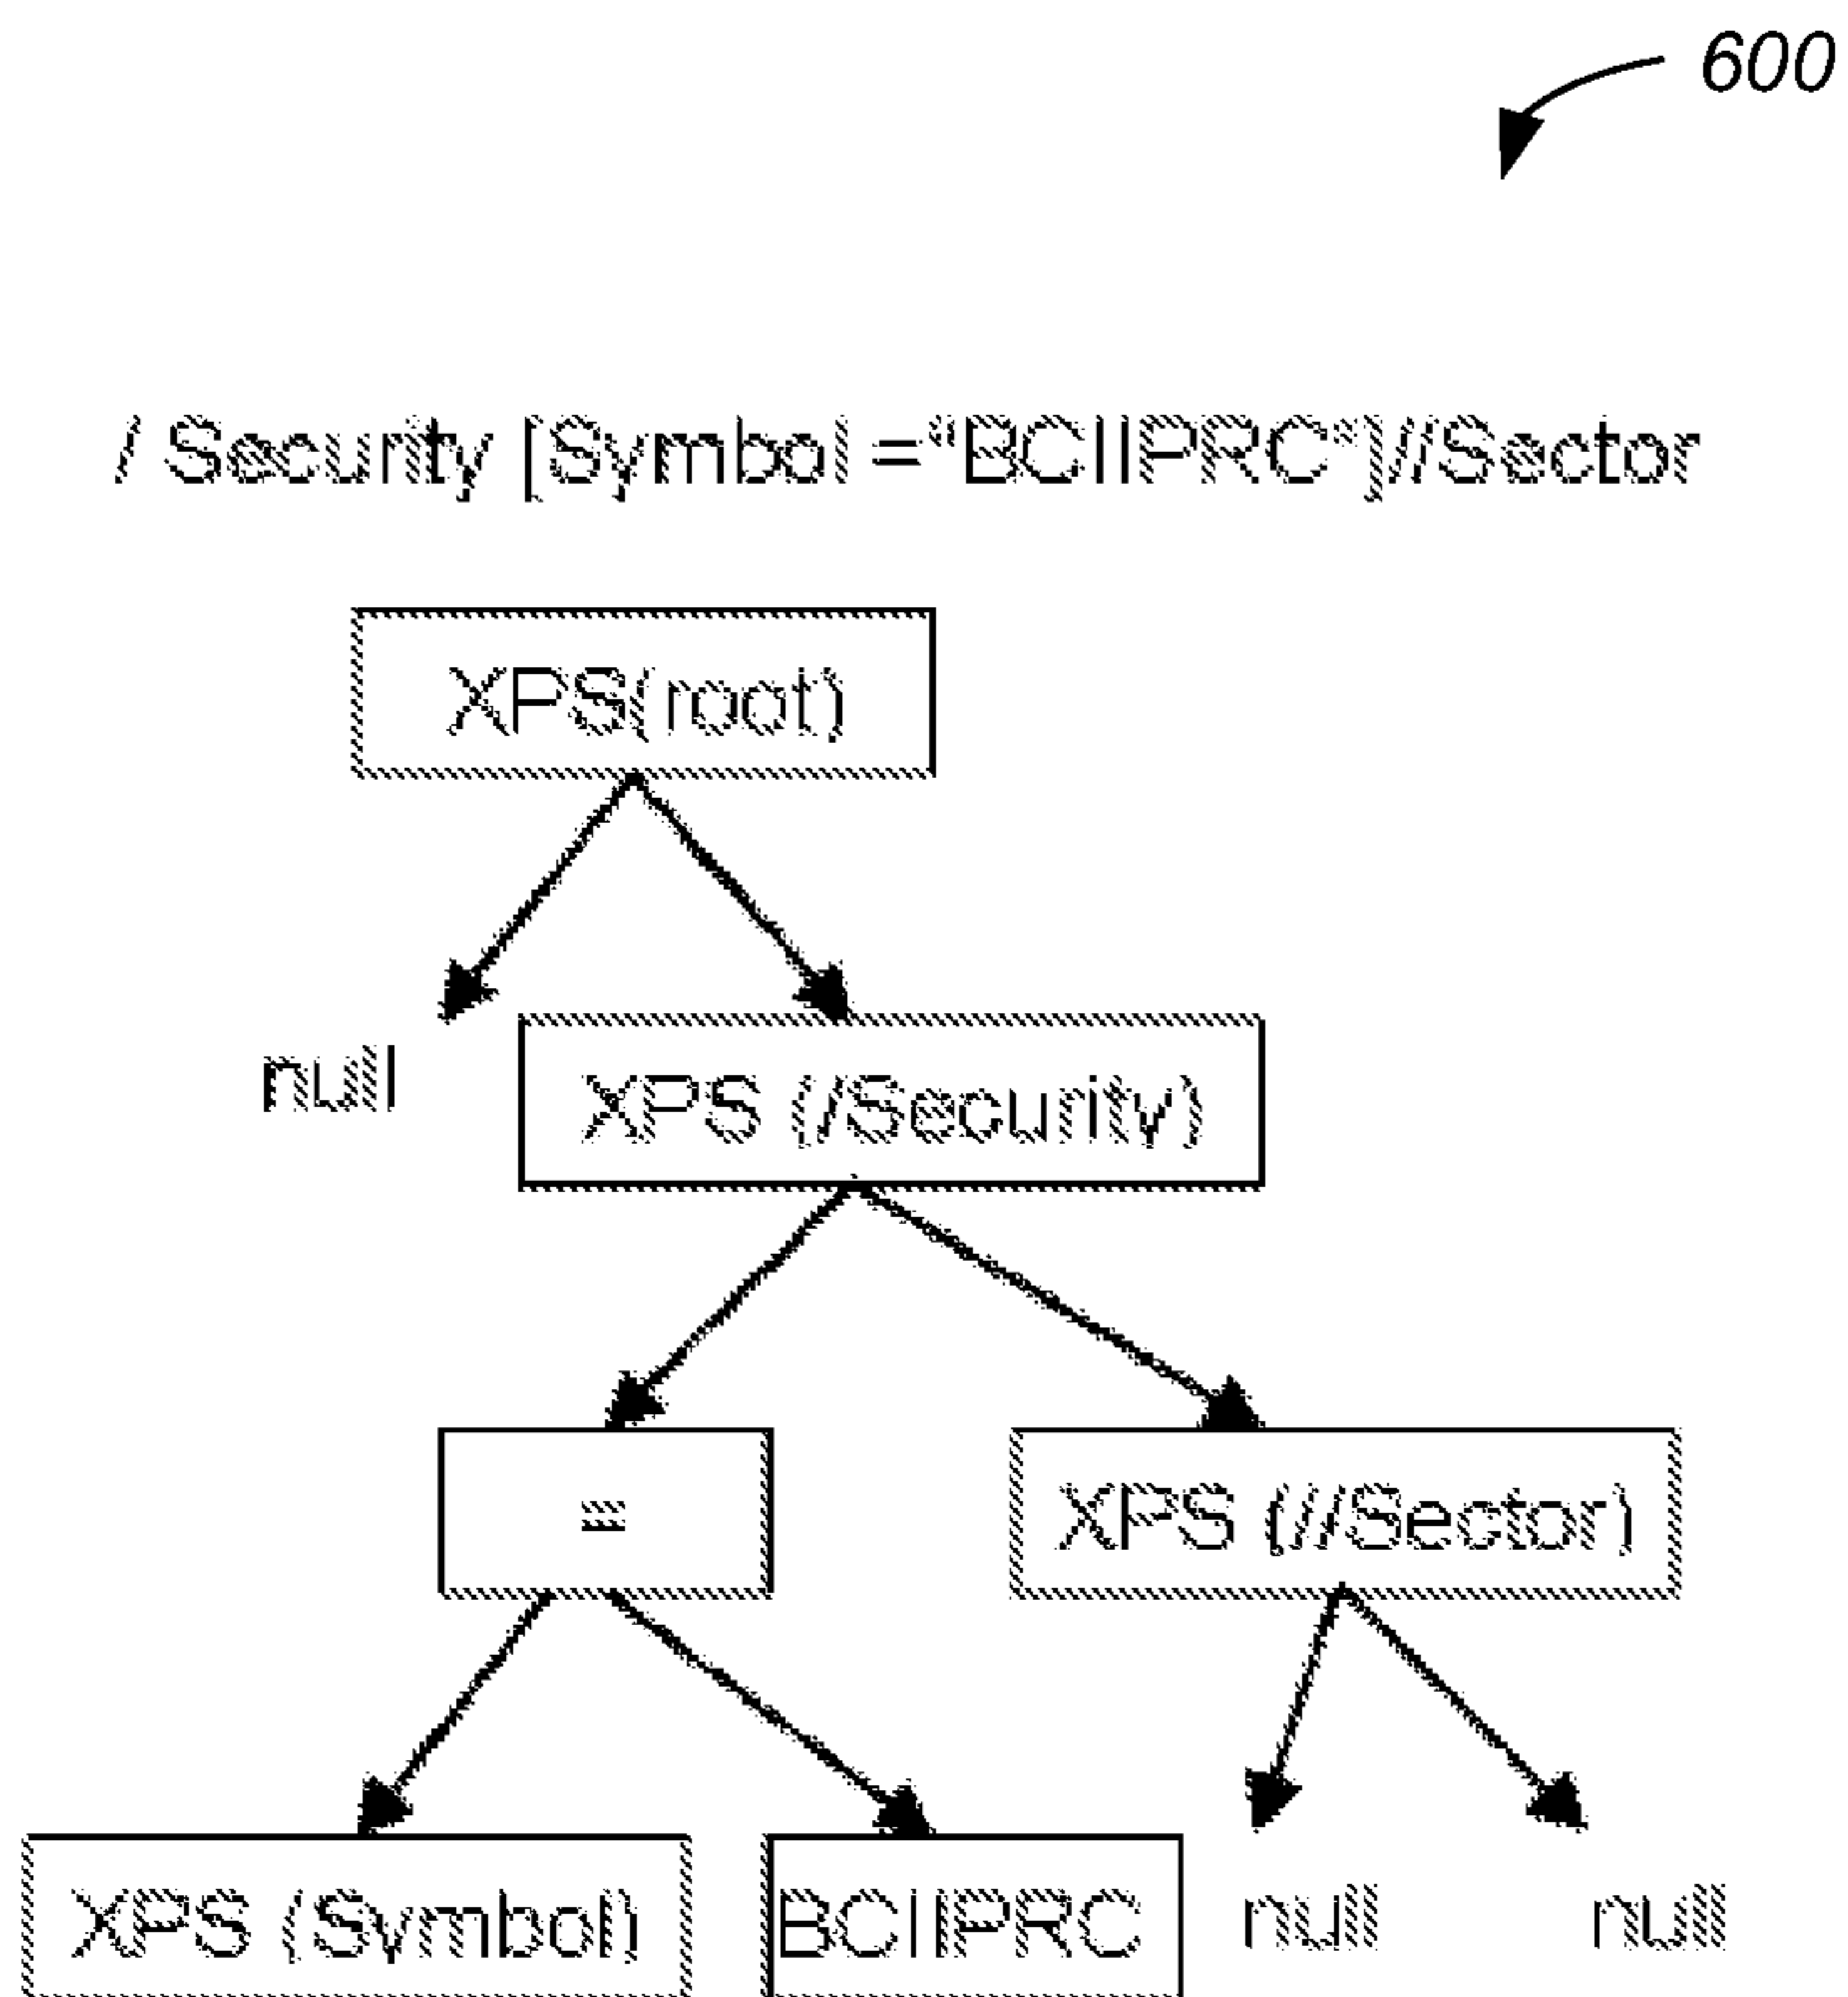 600
/ Security [Symbol ="BCIIPRC"]//Sector
XPS(root)
null
XPS (/Security)
=
XPS (//Sector)
XPS (Symbol)
BCIIPRC
null
null